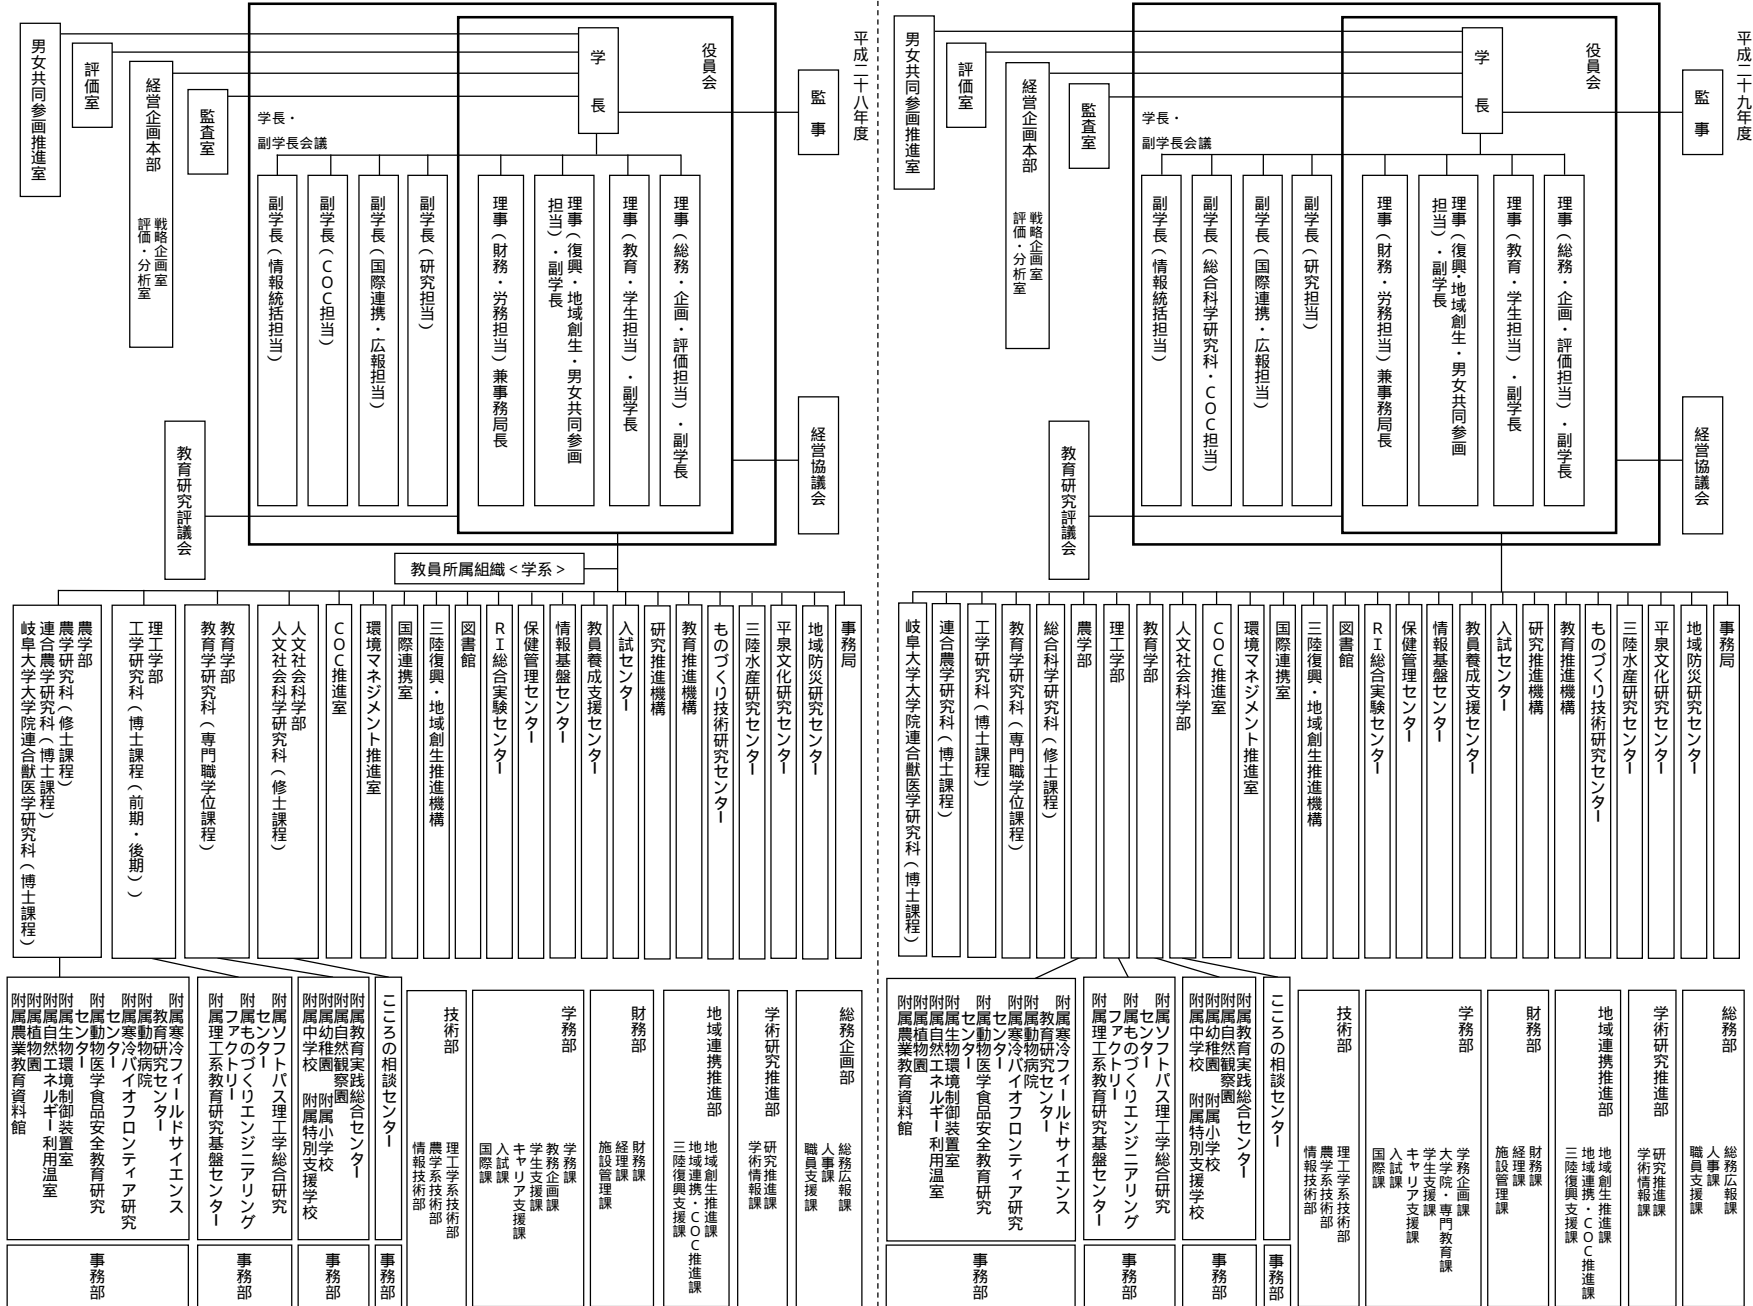 平成二十八年度
監事
経営協議会
役員会
学長
学長・
副学長会議
理事（総務・企画・評価担当）・副学長
理事（教育・学生担当）・副学長
理事（復興・地域創生・男女共同参画
担当）・副学長
理事（財務・労務担当）兼事務局長
副学長（研究担当）
副学長（国際連携・広報担当）
副学長（ＣＯＣ担当）
副学長（情報統括担当）
監査室
経営企画本部
戦略企画室
評価・分析室
評価室
男女共同参画推進室
教育研究評議会
教員所属組織＜学系＞
事務局
地域防災研究センター
平泉文化研究センター
三陸水産研究センター
ものづくり技術研究センター
教育推進機構
研究推進機構
入試センター
教員養成支援センター
情報基盤センター
保健管理センター
ＲＩ総合実験センター
図書館
三陸復興・地域創生推進機構
国際連携室
環境マネジメント推進室
ＣＯＣ推進室
人文社会科学部
人文社会科学研究科（修士課程）
教育学部
教育学研究科（専門職学位課程）
理工学部
工学研究科（博士課程（前期・後期））
農学部
農学研究科（修士課程）
連合農学研究科（博士課程）
岐阜大学大学院連合獣医学研究科（博士課程）
総務企画部
総務広報課
人事課
職員支援課
学術研究推進部
研究推進課
学術情報課
地域連携推進部
地域創生推進課
地域連携・ＣＯＣ推進課
三陸復興支援課
財務部
財務課
経理課
施設管理課
学務部
学務課
教務企画課
学生支援課
キャリア支援課
入試課
国際課
技術部
理工学系技術部
農学系技術部
情報技術部
こころの相談センター
事務部
附属教育実践総合センター
附属自然観察園
附属幼稚園　附属小学校
附属中学校　附属特別支援学校
事務部
附属ソフトパス理工学総合研究
センター
附属ものづくりエンジニアリング
ファクトリー
附属理工系教育研究基盤センター
事務部
附属寒冷フィールドサイエンス
教育研究センター
附属動物病院
附属寒冷バイオフロンティア研究
センター
附属動物医学食品安全教育研究
センター
附属生物環境制御装置室
附属自然エネルギー利用温室
附属植物園
附属農業教育資料館
事務部
平成二十九年度
監事
経営協議会
役員会
学長
学長・
副学長会議
理事（総務・企画・評価担当）・副学長
理事（教育・学生担当）・副学長
理事（復興・地域創生・男女共同参画
担当）・副学長
理事（財務・労務担当）兼事務局長
副学長（研究担当）
副学長（国際連携・広報担当）
副学長（総合科学研究科・ＣＯＣ担当）
副学長（情報統括担当）
監査室
経営企画本部
戦略企画室
評価・分析室
評価室
男女共同参画推進室
教育研究評議会
事務局
地域防災研究センター
平泉文化研究センター
三陸水産研究センター
ものづくり技術研究センター
教育推進機構
研究推進機構
入試センター
教員養成支援センター
情報基盤センター
保健管理センター
ＲＩ総合実験センター
図書館
三陸復興・地域創生推進機構
国際連携室
環境マネジメント推進室
ＣＯＣ推進室
人文社会科学部
教育学部
理工学部
農学部
総合科学研究科（修士課程）
教育学研究科（専門職学位課程）
工学研究科（博士課程）
連合農学研究科（博士課程）
岐阜大学大学院連合獣医学研究科（博士課程）
総務部
総務広報課
人事課
職員支援課
学術研究推進部
研究推進課
学術情報課
地域連携推進部
地域創生推進課
地域連携・ＣＯＣ推進課
三陸復興支援課
財務部
財務課
経理課
施設管理課
学務部
学務企画課
大学院・専門教育課
学生支援課
キャリア支援課
入試課
国際課
技術部
理工学系技術部
農学系技術部
情報技術部
こころの相談センター
事務部
附属教育実践総合センター
附属自然観察園
附属幼稚園　附属小学校
附属中学校　附属特別支援学校
事務部
附属ソフトパス理工学総合研究
センター
附属ものづくりエンジニアリング
ファクトリー
附属理工系教育研究基盤センター
事務部
附属寒冷フィールドサイエンス
教育研究センター
附属動物病院
附属寒冷バイオフロンティア研究
センター
附属動物医学食品安全教育研究
センター
附属生物環境制御装置室
附属自然エネルギー利用温室
附属植物園
附属農業教育資料館
事務部